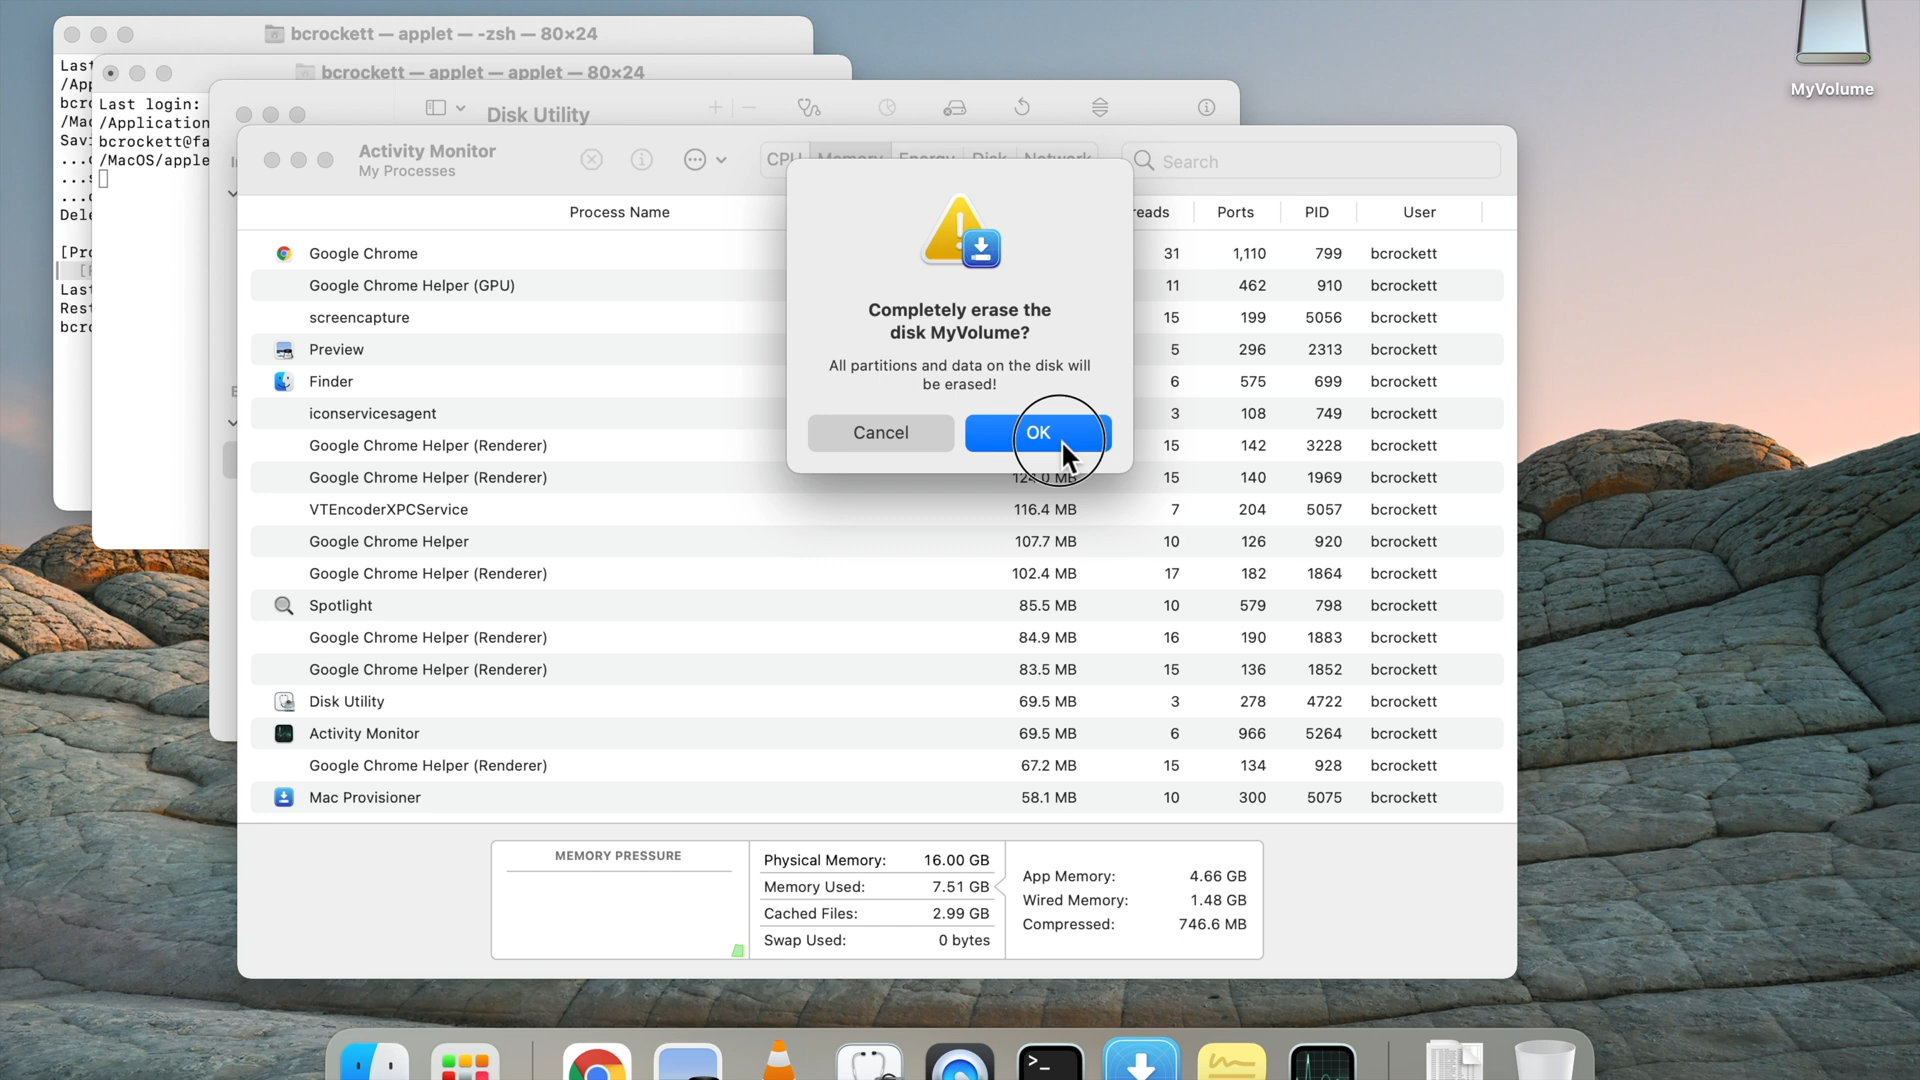 bcrockett — applet — -zsh — 80×24
bcrockett — applet — applet — 80×24
Last login:
/Application
bcrockett@fa
/MacOS/apple
Disk Utility
Activity Monitor
My Processes
Search
Process Name
Ports
PID
User
Google Chrome 31 1,110 799 bcrockett
Google Chrome Helper (GPU) 11 462 910 bcrockett
screencapture 15 199 5056 bcrockett
Preview 5 296 2313 bcrockett
Finder 6 575 699 bcrockett
iconservicesagent 3 108 749 bcrockett
Google Chrome Helper (Renderer) 15 142 3228 bcrockett
Google Chrome Helper (Renderer) 124.0 MB 15 140 1969 bcrockett
VTEncoderXPCService 116.4 MB 7 204 5057 bcrockett
Google Chrome Helper 107.7 MB 10 126 920 bcrockett
Google Chrome Helper (Renderer) 102.4 MB 17 182 1864 bcrockett
Spotlight 85.5 MB 10 579 798 bcrockett
Google Chrome Helper (Renderer) 84.9 MB 16 190 1883 bcrockett
Google Chrome Helper (Renderer) 83.5 MB 15 136 1852 bcrockett
Disk Utility 69.5 MB 3 278 4722 bcrockett
Activity Monitor 69.5 MB 6 966 5264 bcrockett
Google Chrome Helper (Renderer) 67.2 MB 15 134 928 bcrockett
Mac Provisioner 58.1 MB 10 300 5075 bcrockett
Completely erase the
disk MyVolume?
All partitions and data on the disk will
be erased!
Cancel
OK
MEMORY PRESSURE
Physical Memory: 16.00 GB
Memory Used: 7.51 GB
Cached Files: 2.99 GB
Swap Used: 0 bytes
App Memory: 4.66 GB
Wired Memory: 1.48 GB
Compressed: 746.6 MB
MyVolume